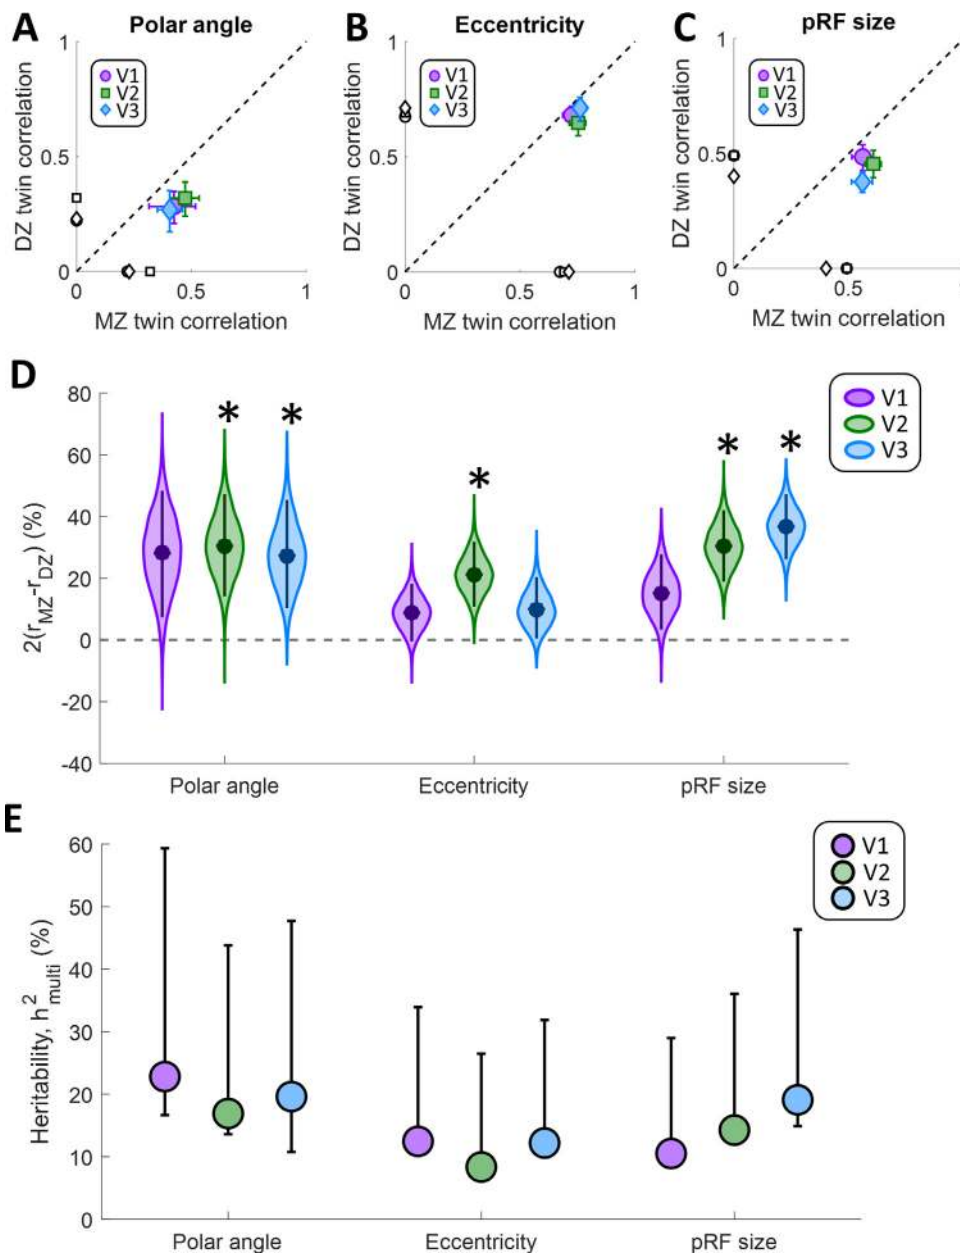 A Polar angle
1
V1
V2
V3
DZ twin correlation
0.5
0
0 0.5 1
MZ twin correlation
B Eccentricity
1
V1
V2
V3
DZ twin correlation
0.5
0
0 0.5 1
MZ twin correlation
C pRF size
1
V1
V2
V3
DZ twin correlation
0.5
0
0 0.5 1
MZ twin correlation
D
80
60
40
20
0
-20
-40
2(rMZ-rDZ) (%)
* * * * *
V1
V2
V3
Polar angle Eccentricity pRF size
E
60
50
40
30
20
10
0
Heritability, h²multi (%)
V1
V2
V3
Polar angle Eccentricity pRF size